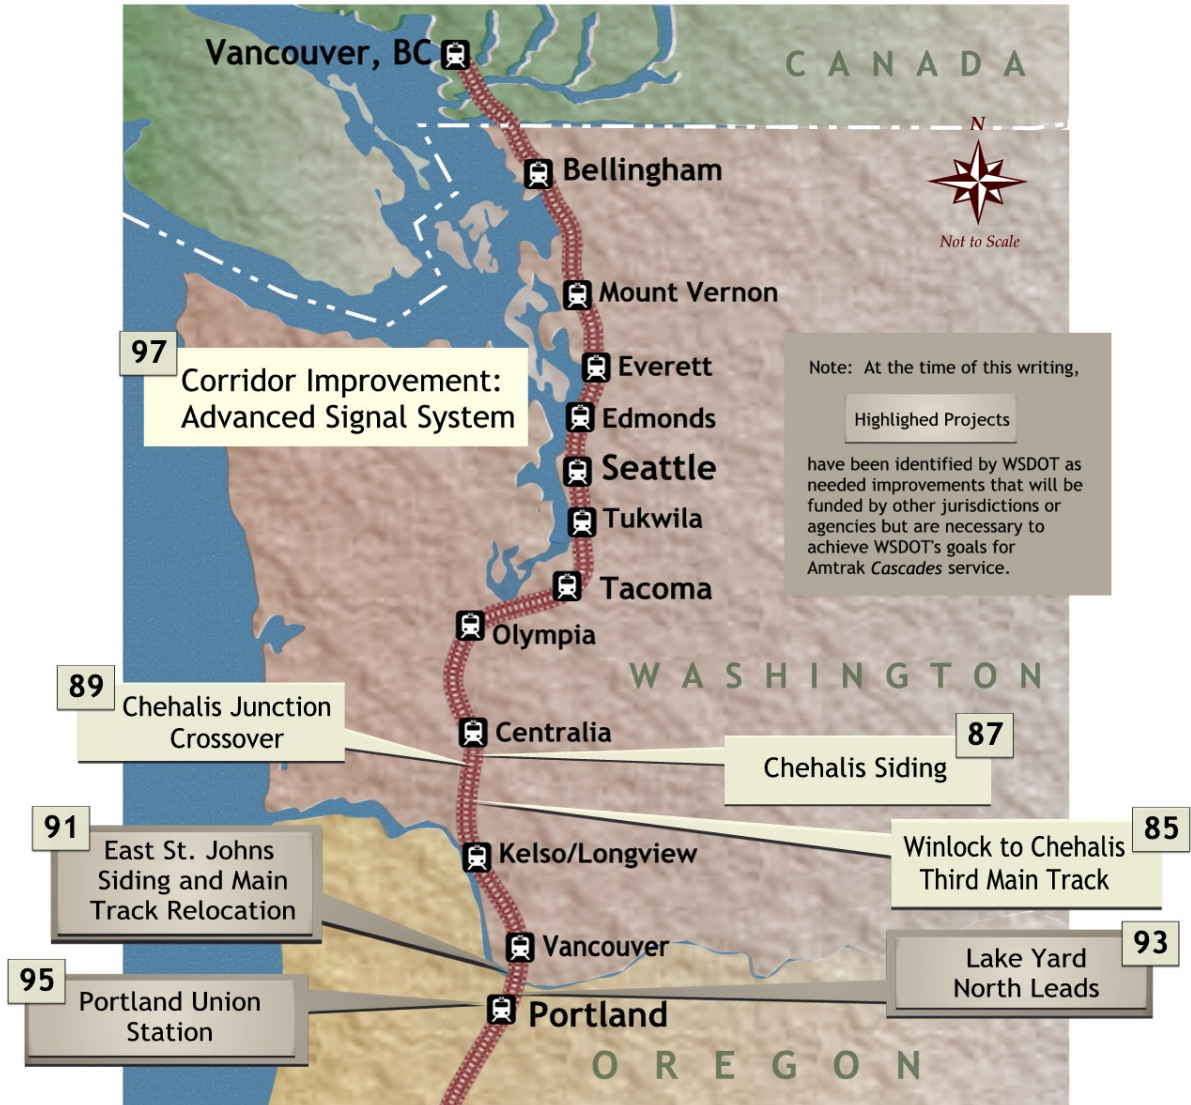 Vancouver, BC
CANADA
N
Not to Scale
Bellingham
Mount Vernon
97
Corridor Improvement:
Advanced Signal System
Everett
Edmonds
Seattle
Tukwila
Tacoma
Olympia
Note: At the time of this writing,
Highlighed Projects
have been identified by WSDOT as
needed improvements that will be
funded by other jurisdictions or
agencies but are necessary to
achieve WSDOT's goals for
Amtrak Cascades service.
WASHINGTON
89
Chehalis Junction
Crossover
Centralia
87
Chehalis Siding
85
Winlock to Chehalis
Third Main Track
91
East St. Johns
Siding and Main
Track Relocation
Kelso/Longview
Vancouver
93
Lake Yard
North Leads
95
Portland Union
Station
Portland
OREGON